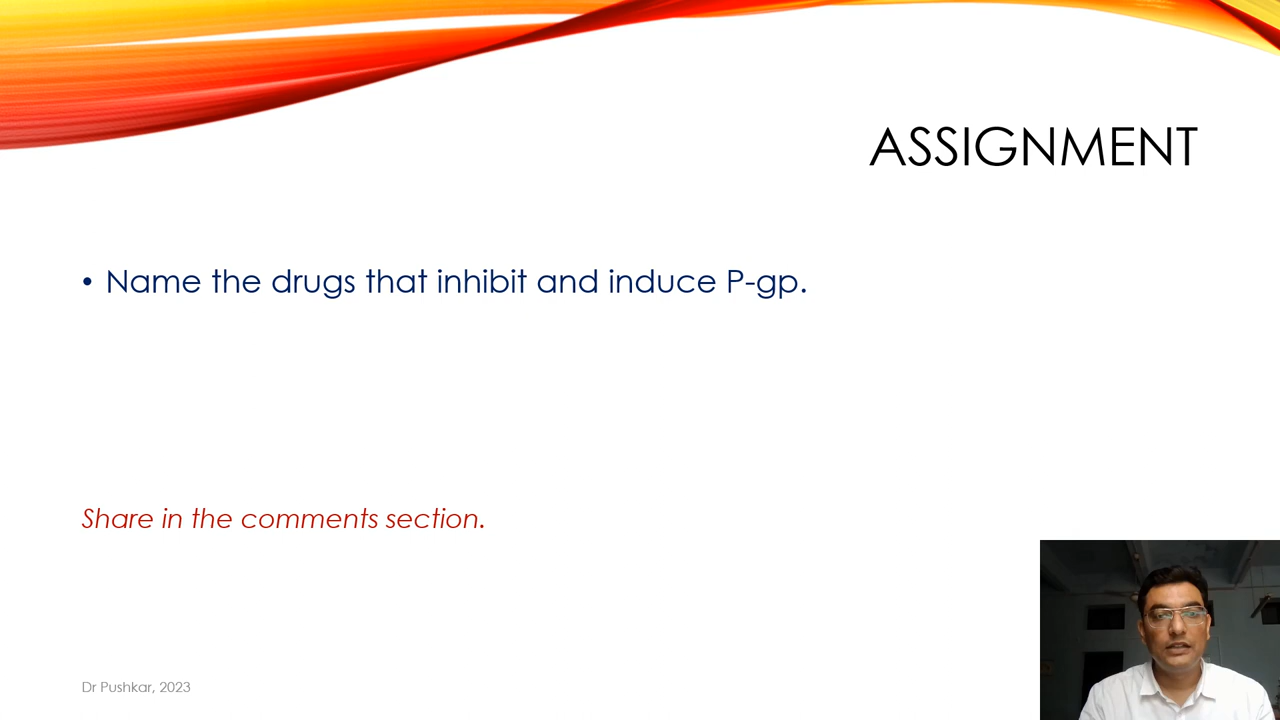 ASSIGNMENT
• Name the drugs that inhibit and induce P-gp.
Share in the comments section.
Dr Pushkar, 2023